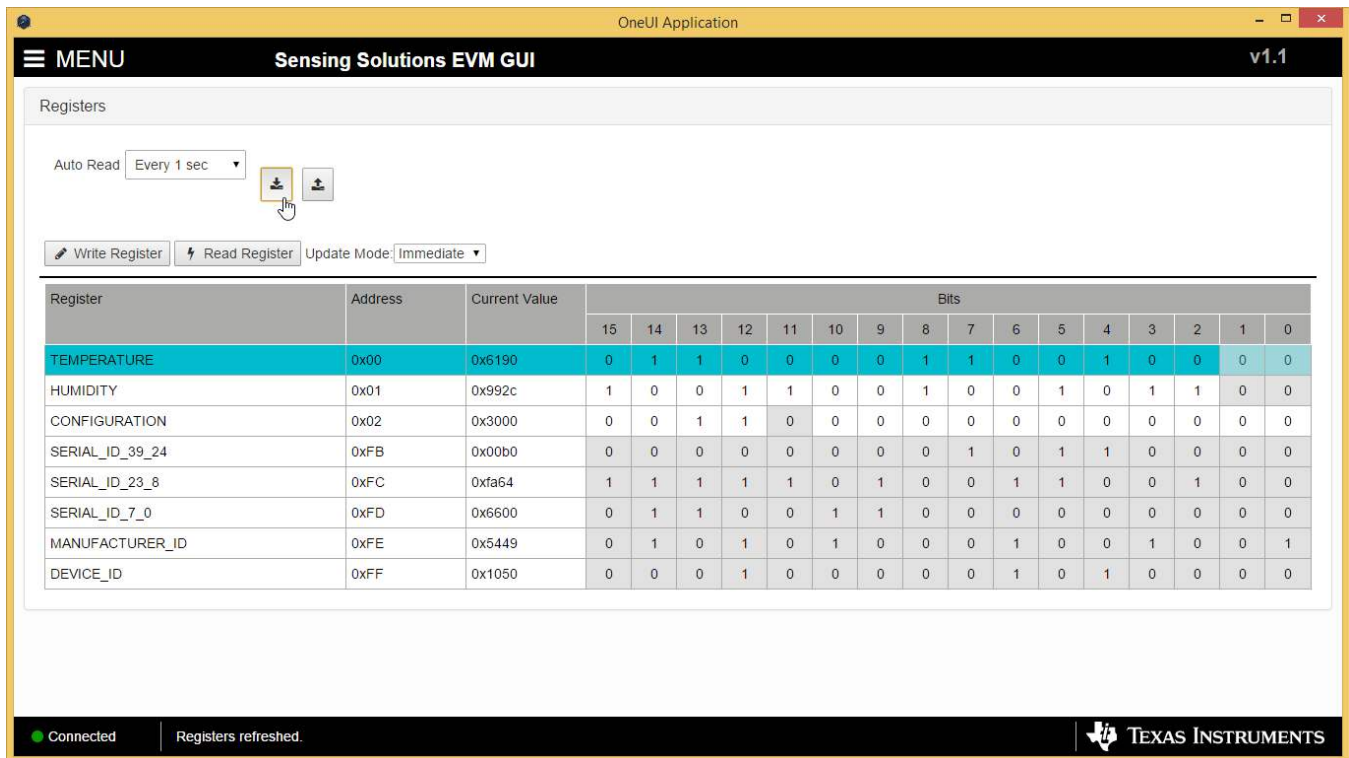 OneUI Application
MENU Sensing Solutions EVM GUI v1.1
Registers
Auto Read Every 1 sec
Write Register Read Register Update Mode: Immediate
Register Address Current Value Bits
15 14 13 12 11 10 9 8 7 6 5 4 3 2 1 0
TEMPERATURE 0x00 0x6190 0 1 1 0 0 0 0 1 1 0 0 1 0 0 0 0
HUMIDITY 0x01 0x992c 1 0 0 1 1 0 0 1 0 0 1 0 1 1 0 0
CONFIGURATION 0x02 0x3000 0 0 1 1 0 0 0 0 0 0 0 0 0 0 0 0
SERIAL_ID_39_24 0xFB 0x00b0 0 0 0 0 0 0 0 0 1 0 1 1 0 0 0 0
SERIAL_ID_23_8 0xFC 0xfa64 1 1 1 1 1 0 1 0 0 1 1 0 0 1 0 0
SERIAL_ID_7_0 0xFD 0x6600 0 1 1 0 0 1 1 0 0 0 0 0 0 0 0 0
MANUFACTURER_ID 0xFE 0x5449 0 1 0 1 0 1 0 0 0 1 0 0 1 0 0 1
DEVICE_ID 0xFF 0x1050 0 0 0 1 0 0 0 0 0 1 0 1 0 0 0 0
Connected Registers refreshed. TEXAS INSTRUMENTS